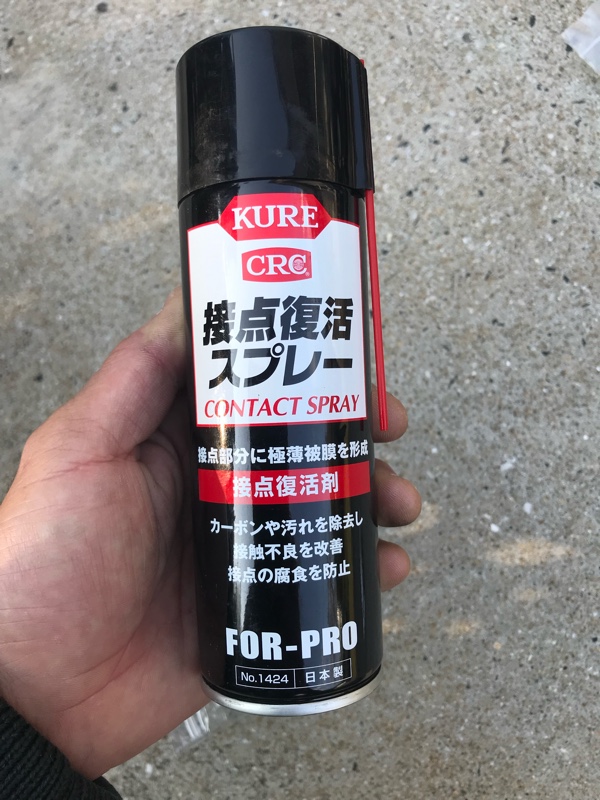 KURE
CRC
接点復活
スプレー
CONTACT SPRAY
接点部分に極薄被膜を形成
接点復活剤
カーボンや汚れを除去し
接触不良を改善
接点の腐食を防止
FOR-PRO
No.1424 日本製